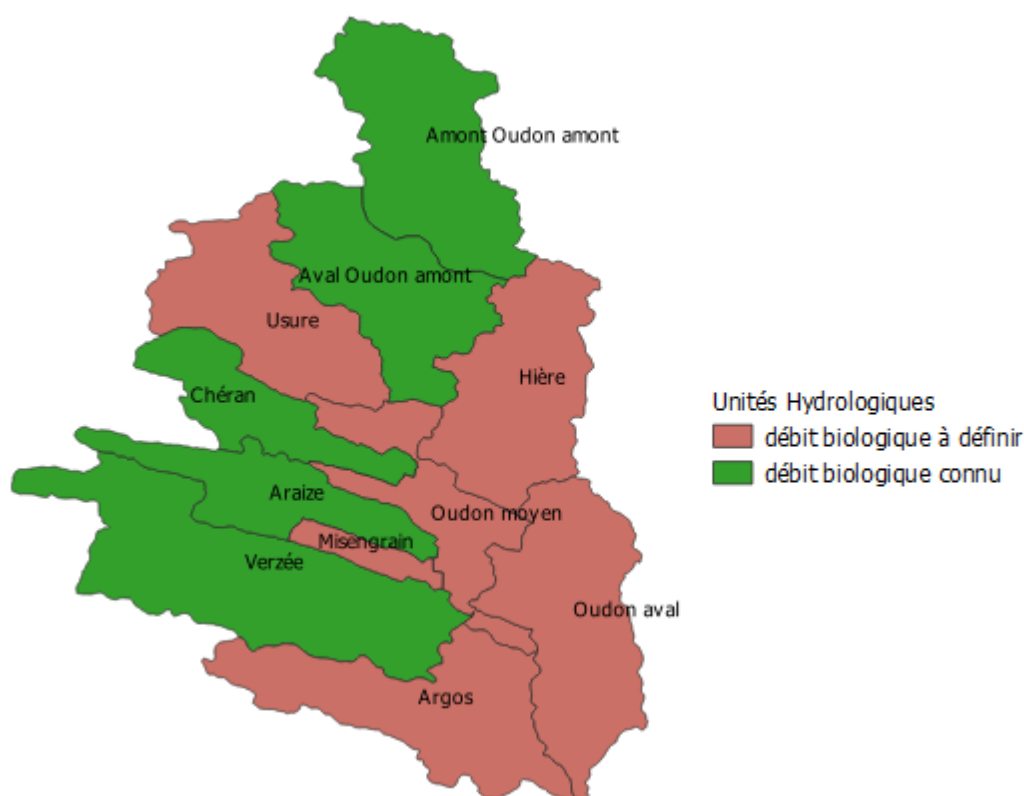 Amont Oudon amont
Aval Oudon amont
Usure
Hière
Chéran
Unités Hydrologiques
débit biologique à définir
débit biologique connu
Araize
Oudon moyen
Misengrain
Verzée
Oudon aval
Argos